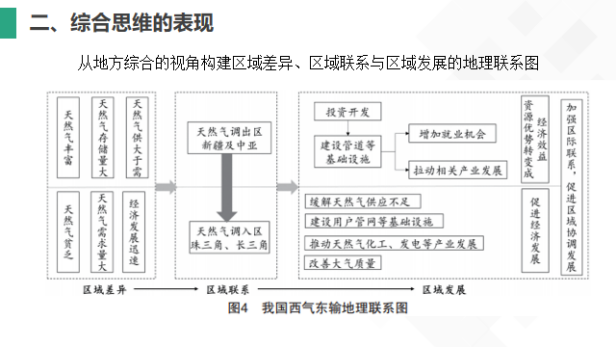 二、综合思维的表现
从地方综合的视角构建区域差异、区域联系与区域发展的地理联系图
天然气丰富
天然气存储量大
天然气供大于需
天然气贫乏
天然气需求量大
经济发展迅速
天然气调出区
新疆及中亚
天然气调入区
珠三角、长三角
投资开发
建设管道等
基础设施
增加就业机会
拉动相关产业发展
资源优势转变成
经济效益
缓解天然气供应不足
建设用户管网等基础设施
推动天然气化工、发电等产业发展
改善大气质量
促进经济发展
加强区际联系，促进区域协调发展
区域差异
区域联系
区域发展
图4 我国西气东输地理联系图